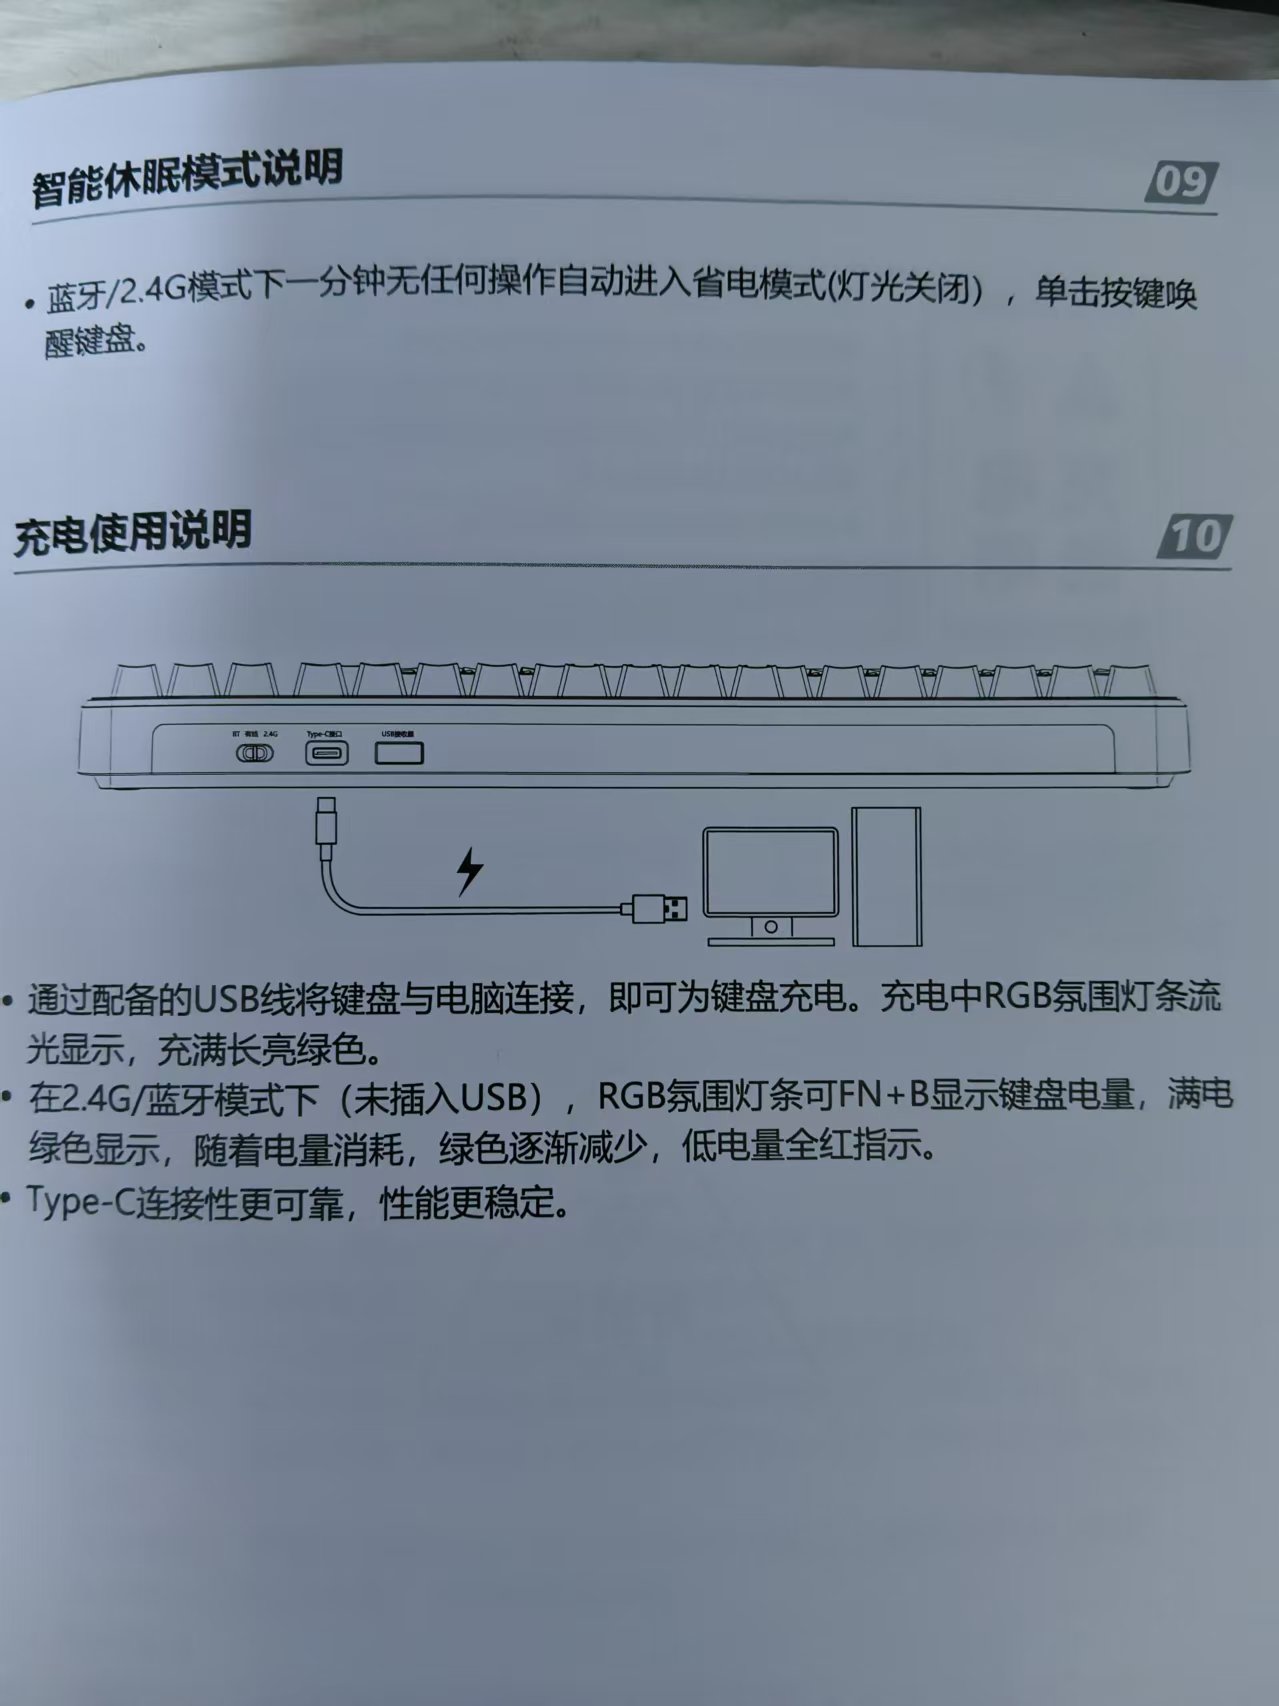 智能休眠模式说明
09
• 蓝牙/2.4G模式下一分钟无任何操作自动进入省电模式(灯光关闭），单击按键唤
醒键盘。
充电使用说明
10
BT 有线 2.4G
Type-C接口
USB接收器
• 通过配备的USB线将键盘与电脑连接，即可为键盘充电。充电中RGB氛围灯条流
光显示，充满长亮绿色。
• 在2.4G/蓝牙模式下（未插入USB），RGB氛围灯条可FN+B显示键盘电量，满电
绿色显示，随着电量消耗，绿色逐渐减少，低电量全红指示。
• Type-C连接性更可靠，性能更稳定。